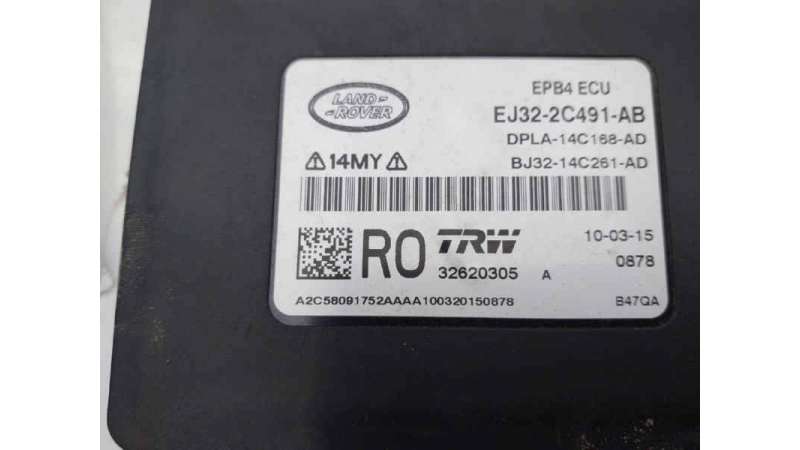 LAND-
-ROVER
EPB4 ECU
EJ32-2C491-AB
DPLA-14C168-AD
⚠14MY⚠
BJ32-14C261-AD
RO
TRW
10-03-15
32620305 A
0878
A2C58091752AAAA100320150878
B47QA